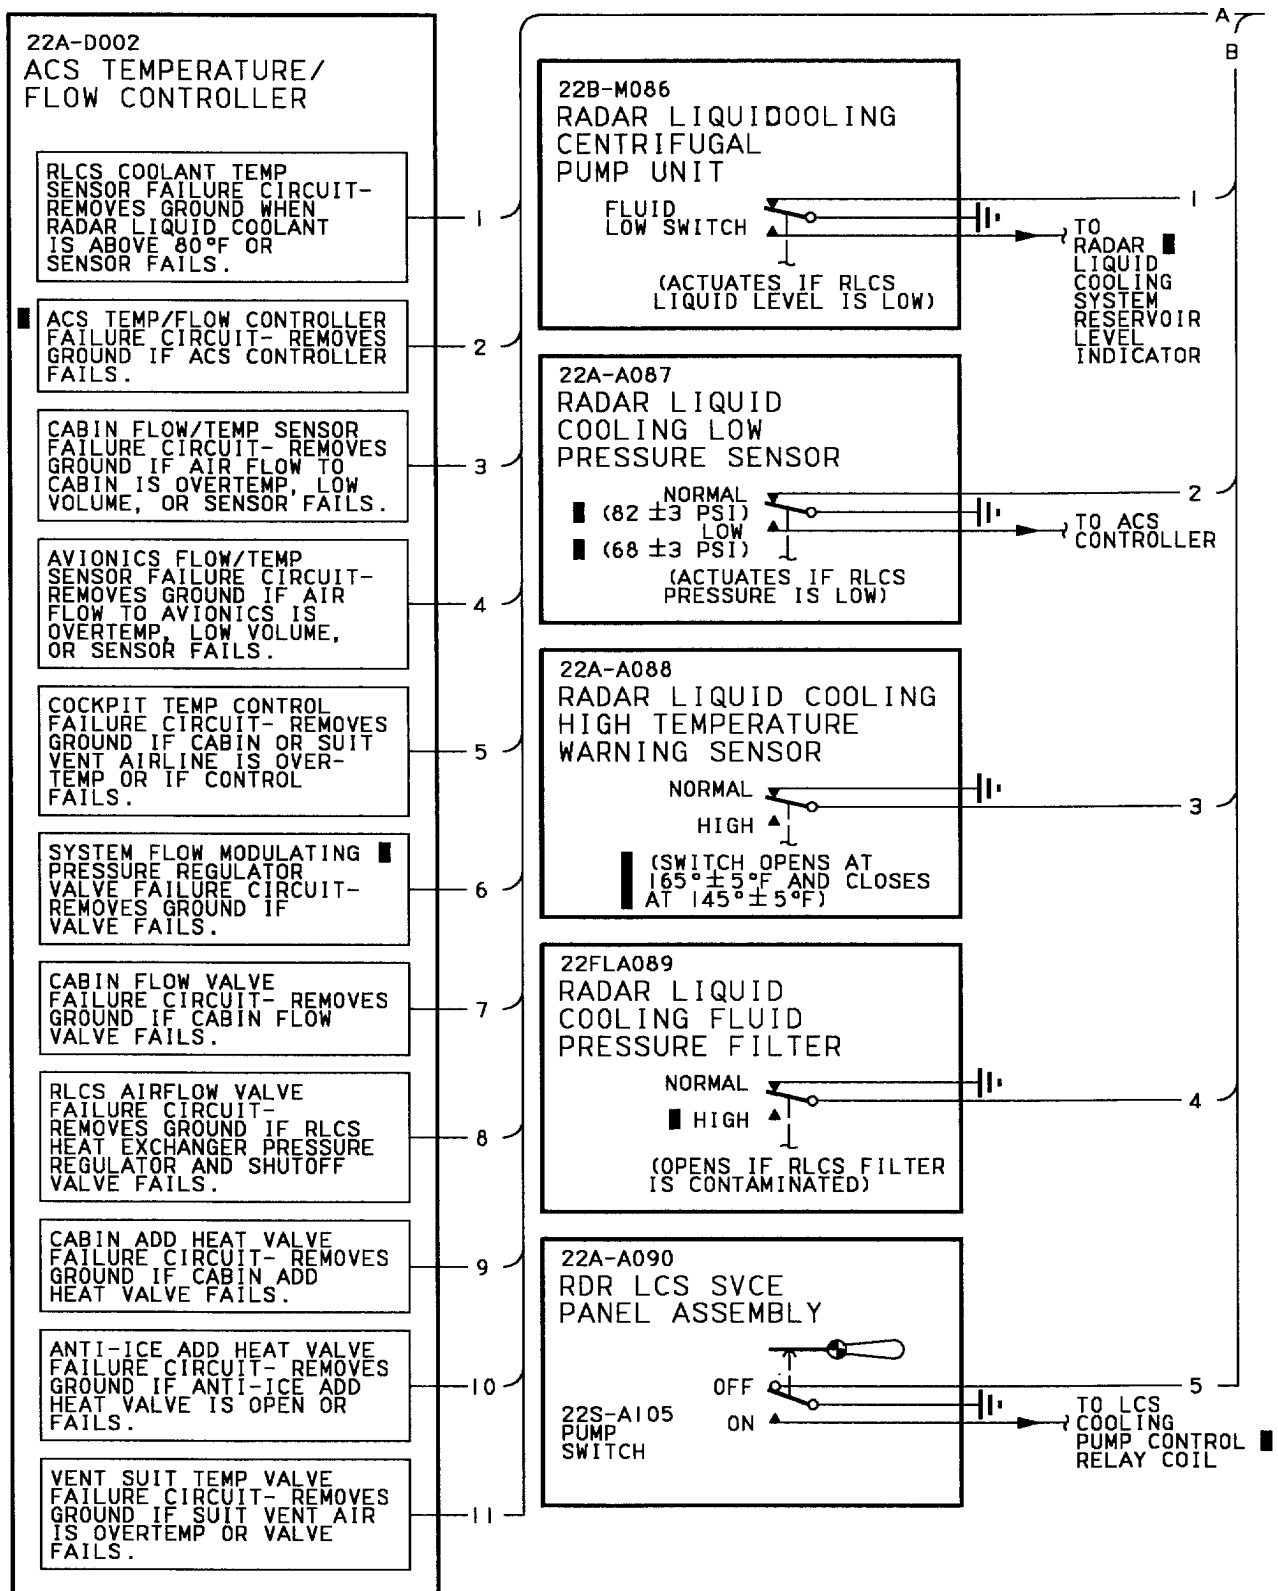 22A-D002
ACS TEMPERATURE/
FLOW CONTROLLER
RLCS COOLANT TEMP
SENSOR FAILURE CIRCUIT-
REMOVES GROUND WHEN
RADAR LIQUID COOLANT
IS ABOVE 80°F OR
SENSOR FAILS.
1
ACS TEMP/FLOW CONTROLLER
FAILURE CIRCUIT- REMOVES
GROUND IF ACS CONTROLLER
FAILS.
2
CABIN FLOW/TEMP SENSOR
FAILURE CIRCUIT- REMOVES
GROUND IF AIR FLOW TO
CABIN IS OVERTEMP, LOW
VOLUME, OR SENSOR FAILS.
3
AVIONICS FLOW/TEMP
SENSOR FAILURE CIRCUIT-
REMOVES GROUND IF AIR
FLOW TO AVIONICS IS
OVERTEMP, LOW VOLUME,
OR SENSOR FAILS.
4
COCKPIT TEMP CONTROL
FAILURE CIRCUIT- REMOVES
GROUND IF CABIN OR SUIT
VENT AIRLINE IS OVER-
TEMP OR IF CONTROL
FAILS.
5
SYSTEM FLOW MODULATING
PRESSURE REGULATOR
VALVE FAILURE CIRCUIT-
REMOVES GROUND IF
VALVE FAILS.
6
CABIN FLOW VALVE
FAILURE CIRCUIT- REMOVES
GROUND IF CABIN FLOW
VALVE FAILS.
7
RLCS AIRFLOW VALVE
FAILURE CIRCUIT-
REMOVES GROUND IF RLCS
HEAT EXCHANGER PRESSURE
REGULATOR AND SHUTOFF
VALVE FAILS.
8
CABIN ADD HEAT VALVE
FAILURE CIRCUIT- REMOVES
GROUND IF CABIN ADD
HEAT VALVE FAILS.
9
ANTI-ICE ADD HEAT VALVE
FAILURE CIRCUIT- REMOVES
GROUND IF ANTI-ICE ADD
HEAT VALVE IS OPEN OR
FAILS.
10
VENT SUIT TEMP VALVE
FAILURE CIRCUIT- REMOVES
GROUND IF SUIT VENT AIR
IS OVERTEMP OR VALVE
FAILS.
11
A
B
22B-M086
RADAR LIQUIDOOLING
CENTRIFUGAL
PUMP UNIT
FLUID
LOW SWITCH
(ACTUATES IF RLCS
LIQUID LEVEL IS LOW)
1
TO
RADAR
LIQUID
COOLING
SYSTEM
RESERVOIR
LEVEL
INDICATOR
22A-A087
RADAR LIQUID
COOLING LOW
PRESSURE SENSOR
NORMAL
(82 ±3 PSI)
LOW
(68 ±3 PSI)
(ACTUATES IF RLCS
PRESSURE IS LOW)
2
TO ACS
CONTROLLER
22A-A088
RADAR LIQUID COOLING
HIGH TEMPERATURE
WARNING SENSOR
NORMAL
HIGH
(SWITCH OPENS AT
165°±5°F AND CLOSES
AT 145°±5°F)
3
22FLA089
RADAR LIQUID
COOLING FLUID
PRESSURE FILTER
NORMAL
HIGH
(OPENS IF RLCS FILTER
IS CONTAMINATED)
4
22A-A090
RDR LCS SVCE
PANEL ASSEMBLY
OFF
ON
22S-A105
PUMP
SWITCH
5
TO LCS
COOLING
PUMP CONTROL
RELAY COIL